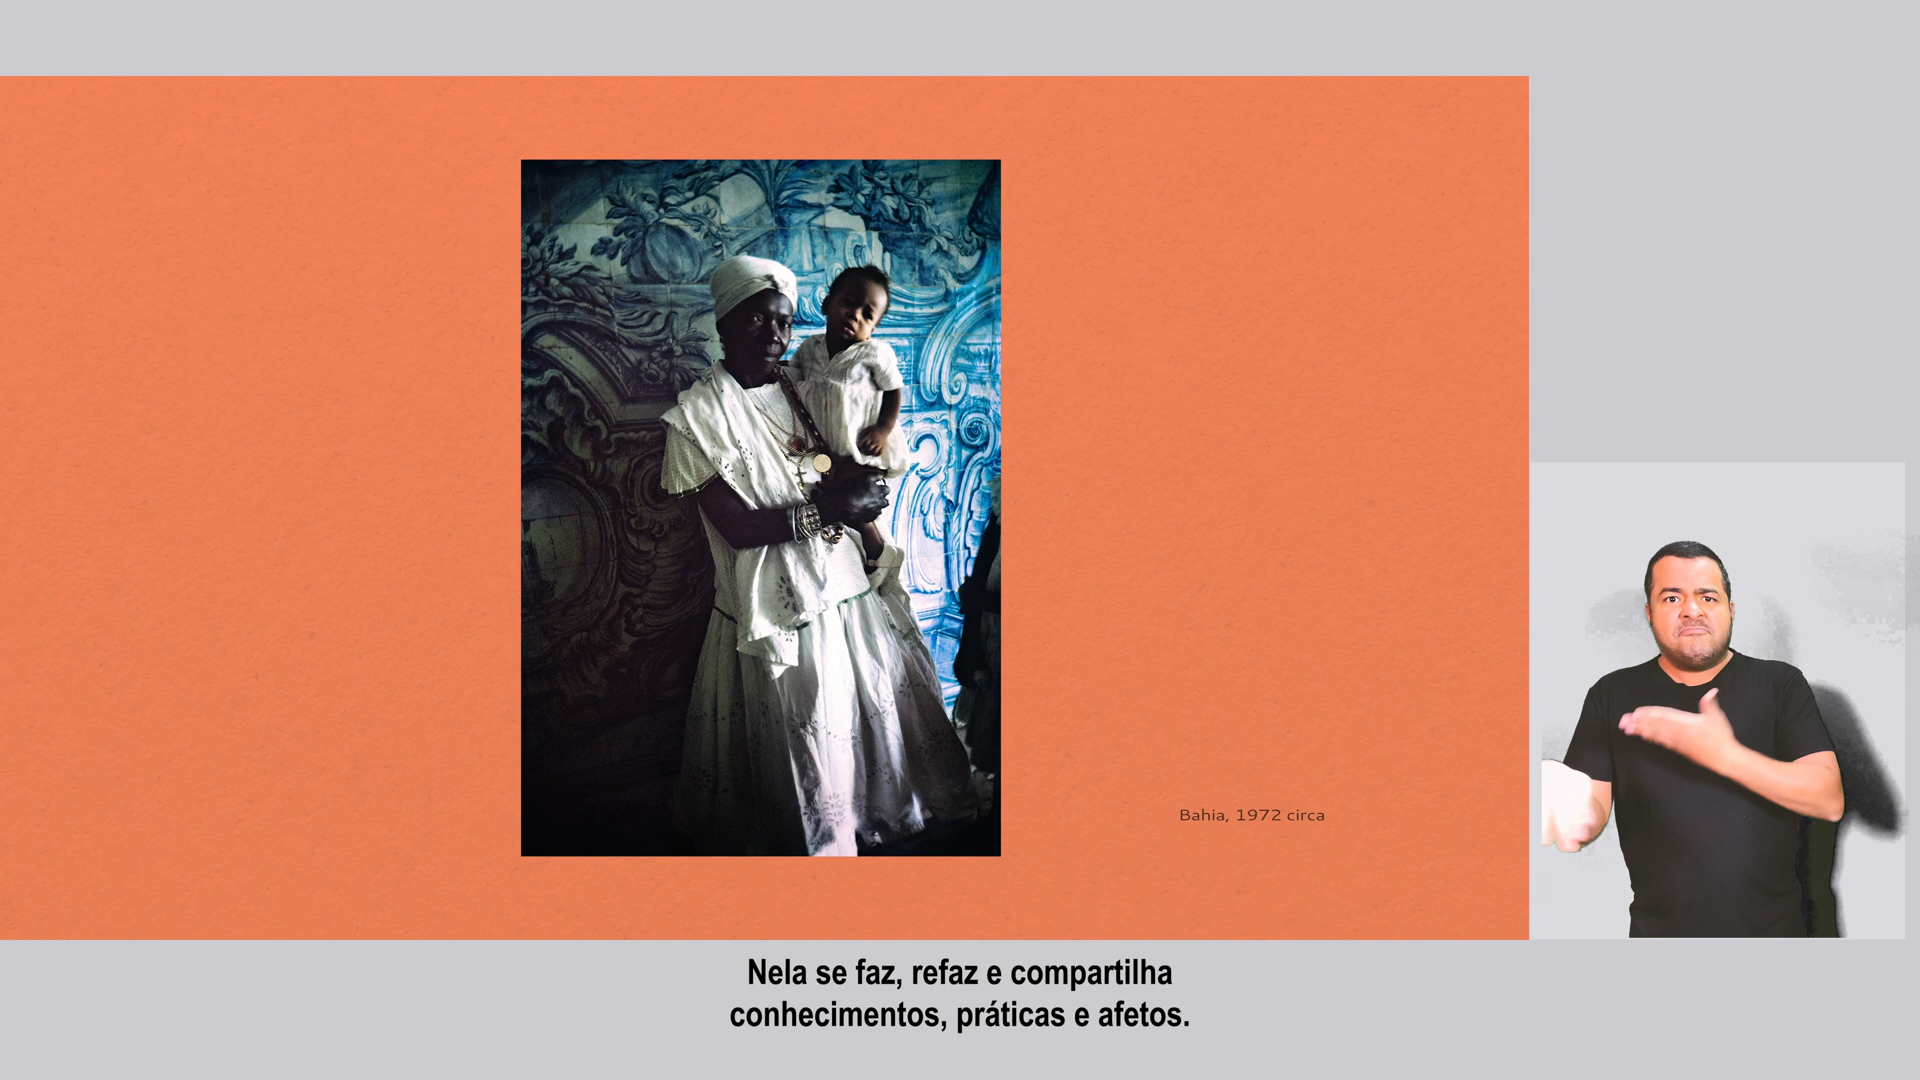 Bahia, 1972 circa
Nela se faz, refaz e compartilha
conhecimentos, práticas e afetos.